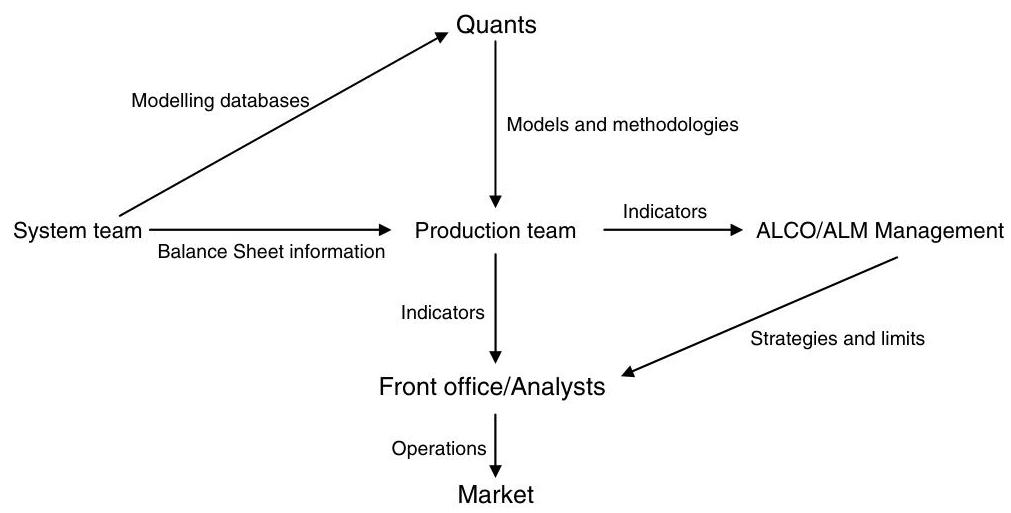 Quants
Modelling databases
Models and methodologies
Indicators
System team
Production team
ALCO/ALM Management
Balance Sheet information
Indicators
Strategies and limits
Front office/Analysts
Operations
Market